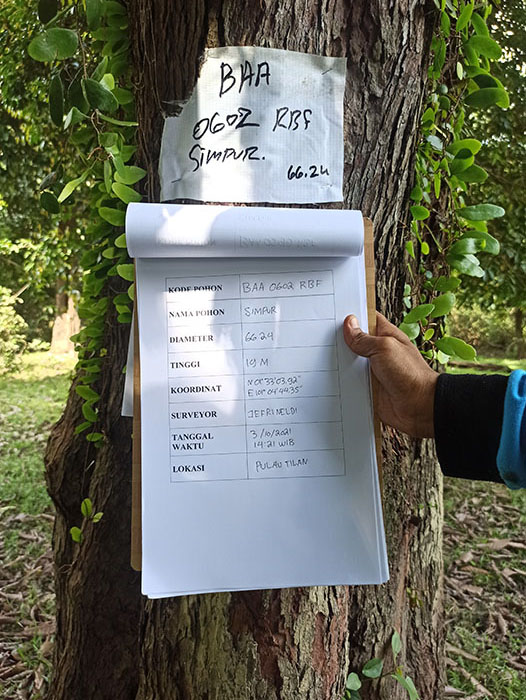 BAA
0602 RBF
SIMPUR.
66.24
KODE POHON BAA 0602 RBF
NAMA POHON SIMPUR
DIAMETER 66.24
TINGGI 19 M
KOORDINAT N 01° 33' 03.92"
E 101° 04' 44.35"
SURVEYOR JEFRINELDI
TANGGAL 3/10/2021
WAKTU 14:21 WIB
LOKASI PULAU TILAN